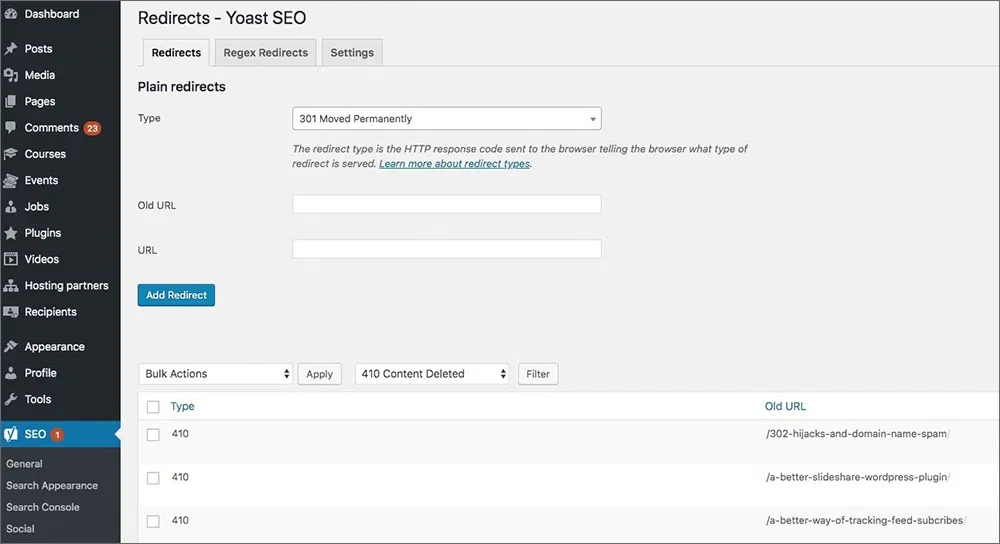 Dashboard
Posts
Media
Pages
Comments 23
Courses
Events
Jobs
Plugins
Videos
Hosting partners
Recipients
Appearance
Profile
Tools
SEO 1
General
Search Appearance
Search Console
Social
Redirects - Yoast SEO
Redirects
Regex Redirects
Settings
Plain redirects
Type
301 Moved Permanently
The redirect type is the HTTP response code sent to the browser telling the browser what type of
redirect is served. Learn more about redirect types.
Old URL
URL
Add Redirect
Bulk Actions
Apply
410 Content Deleted
Filter
Type
Old URL
410
/302-hijacks-and-domain-name-spam/
410
/a-better-slideshare-wordpress-plugin/
410
/a-better-way-of-tracking-feed-subcribes/